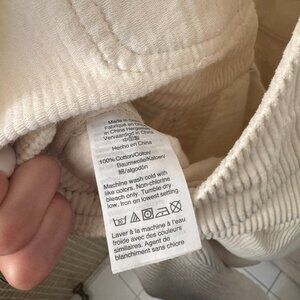 Made in China
Fabriqué en Chine
in China Hergestellt
Vervaardigd in China
Hecho en China
100% Cotton/Coton/
Baumwolle/Katoen/
棉/algodón
Machine wash cold with
like colors. Non-chlorine
bleach only. Tumble dry
low. Iron on lowest setting.
Laver à la machine à l'eau
froide avec des couleurs
similaires. Agent de
blanchiment sans chlore